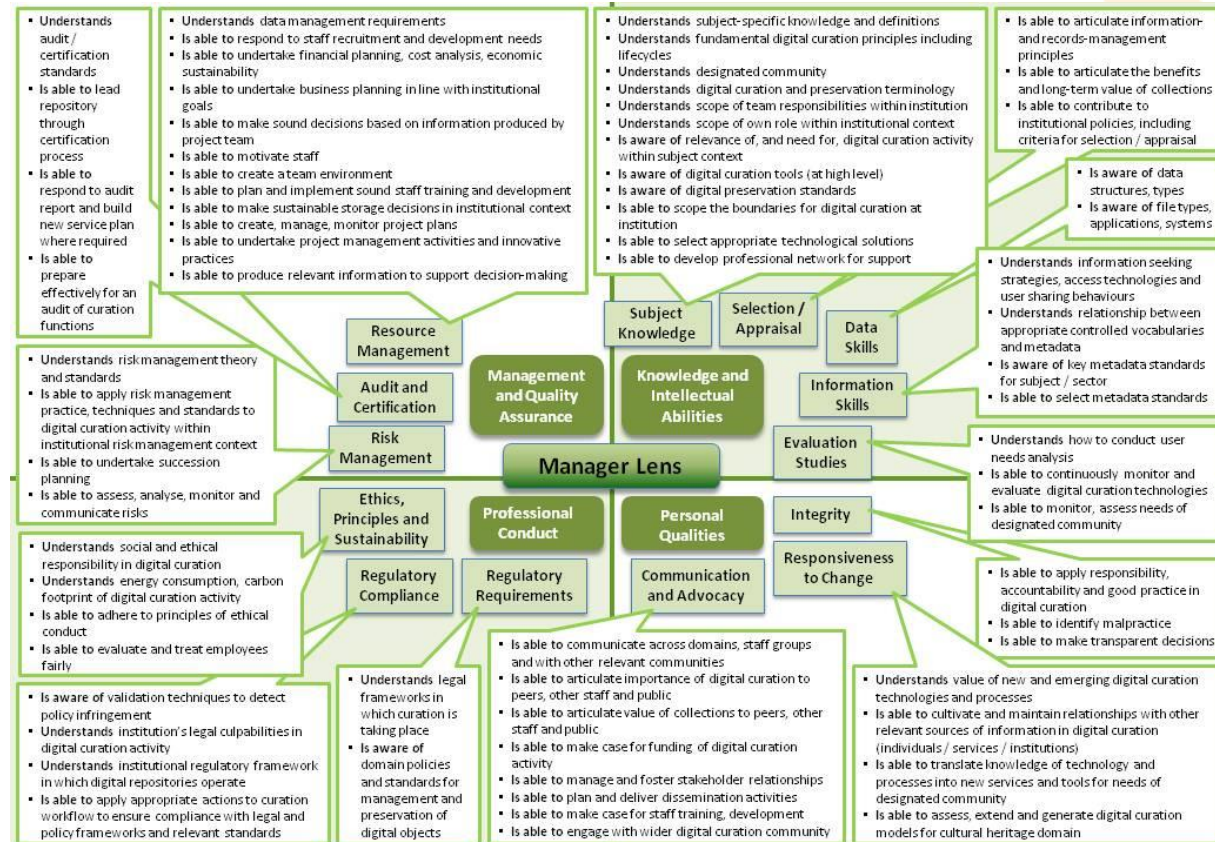 Understands audit / certification standards
Is able to lead repository through certification process
Is able to respond to audit report and build new service plan where required
Is able to prepare effectively for an audit of curation functions
Understands data management requirements
Is able to respond to staff recruitment and development needs
Is able to undertake financial planning, cost analysis, economic
sustainability
Is able to undertake business planning in line with institutional
goals
Is able to make sound decisions based on information produced by
project team
Is able to motivate staff
Is able to create a team environment
Is able to plan and implement sound staff training and development
Is able to make sustainable storage decisions in institutional context
Is able to create, manage, monitor project plans
Is able to undertake project management activities and innovative
practices
Is able to produce relevant information to support decision-making
Understands subject-specific knowledge and definitions
Understands fundamental digital curation principles including
lifecycles
Understands designated community
Understands digital curation and preservation terminology
Understands scope of team responsibilities within institution
Understands scope of own role within institutional context
Is aware of relevance of, and need for, digital curation activity
within subject context
Is aware of digital curation tools (at high level)
Is aware of digital preservation standards
Is able to scope the boundaries for digital curation at
institution
Is able to select appropriate technological solutions
Is able to develop professional network for support
Is able to articulate information-
and records-management
principles
Is able to articulate the benefits
and long-term value of collections
Is able to contribute to
institutional policies, including
criteria for selection / appraisal
Is aware of data
structures, types
Is aware of file types,
applications, systems
Understands information seeking
strategies, access technologies and
user sharing behaviours
Understands relationship between
appropriate controlled vocabularies
and metadata
Is aware of key metadata standards
for subject / sector
Is able to select metadata standards
Resource
Management
Subject
Knowledge
Selection /
Appraisal
Data
Skills
Audit and
Certification
Management
and Quality
Assurance
Knowledge and
Intellectual
Abilities
Information
Skills
Risk
Management
Evaluation
Studies
Manager Lens
Understands risk management theory
and standards
Is able to apply risk management
practice, techniques and standards to
digital curation activity within
institutional risk management context
Is able to undertake succession
planning
Is able to assess, analyse, monitor and
communicate risks
Understands how to conduct user
needs analysis
Is able to continuously monitor and
evaluate digital curation technologies
Is able to monitor, assess needs of
designated community
Ethics,
Principles and
Sustainability
Professional
Conduct
Personal
Qualities
Integrity
Regulatory
Compliance
Regulatory
Requirements
Communication
and Advocacy
Responsiveness
to Change
Understands social and ethical
responsibility in digital curation
Understands energy consumption, carbon
footprint of digital curation activity
Is able to adhere to principles of ethical
conduct
Is able to evaluate and treat employees
fairly
Is able to apply responsibility,
accountability and good practice in
digital curation
Is able to identify malpractice
Is able to make transparent decisions
Is aware of validation techniques to detect
policy infringement
Understands institution's legal culpabilities in
digital curation activity
Understands institutional regulatory framework
in which digital repositories operate
Is able to apply appropriate actions to curation
workflow to ensure compliance with legal and
policy frameworks and relevant standards
Understands legal
frameworks in
which curation is
taking place
Is aware of
domain policies
and standards for
management and
preservation of
digital objects
Is able to communicate across domains, staff groups
and with other relevant communities
Is able to articulate importance of digital curation to
peers, other staff and public
Is able to articulate value of collections to peers, other
staff and public
Is able to make case for funding of digital curation
activity
Is able to manage and foster stakeholder relationships
Is able to plan and deliver dissemination activities
Is able to make case for staff training, development
Is able to engage with wider digital curation community
Understands value of new and emerging digital curation
technologies and processes
Is able to cultivate and maintain relationships with other
relevant sources of information in digital curation
(individuals / services / institutions)
Is able to translate knowledge of technology and
processes into new services and tools for needs of
designated community
Is able to assess, extend and generate digital curation
models for cultural heritage domain